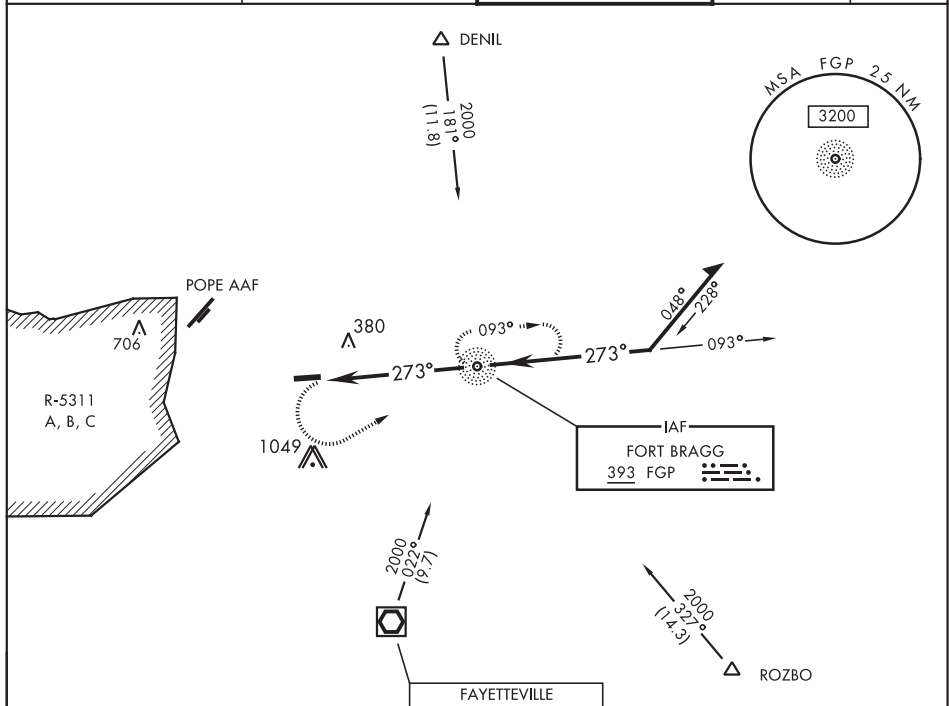 DENIL
2000
181°
(11.8)
MSA FGP 25 NM
3200
POPE AAF
706
R-5311
A, B, C
380
093°
273°
273°
048°
228°
093°
1049
IAF
FORT BRAGG
393 FGP
2000
022°
(9.7)
2000
327°
(14.3)
ROZBO
FAYETTEVILLE